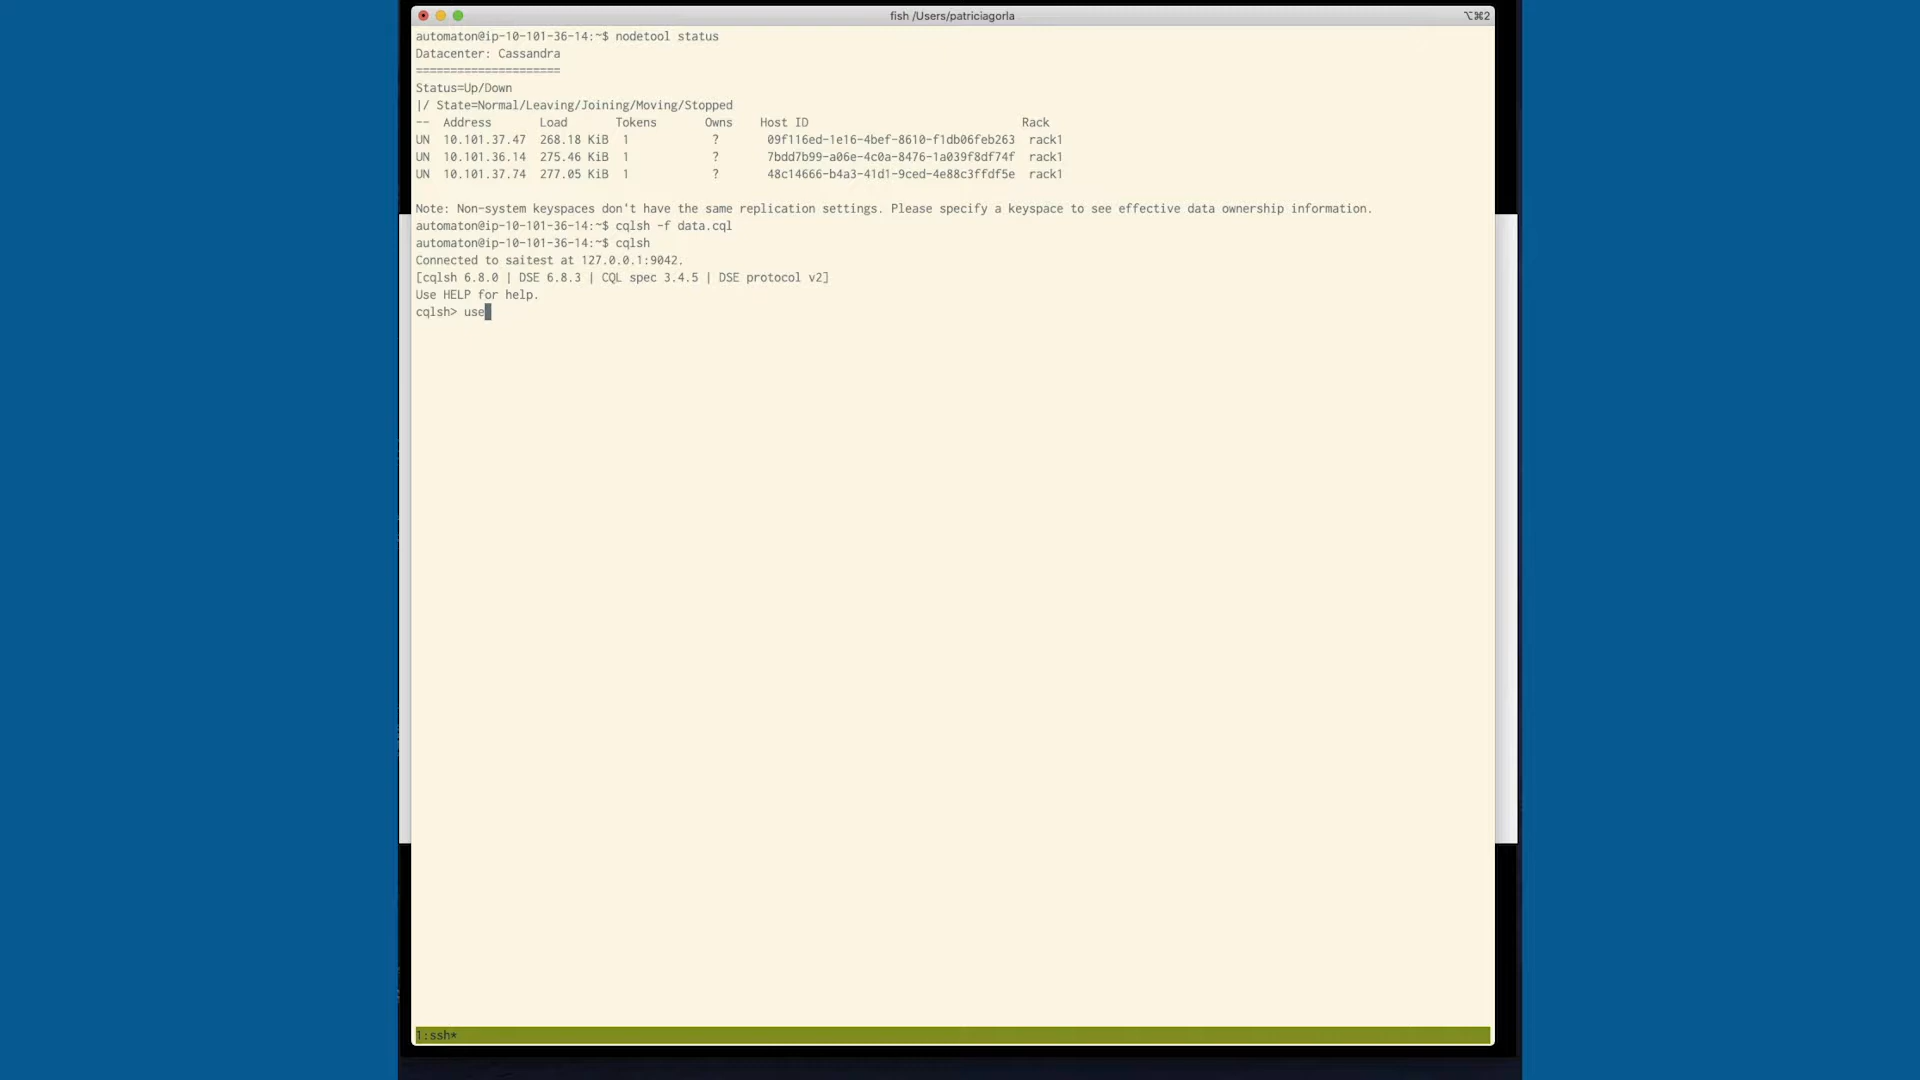 fish /Users/patriciagorla
⌥⌘2
automaton@ip-10-101-36-14:~$ nodetool status
Datacenter: Cassandra
=====================
Status=Up/Down
|/ State=Normal/Leaving/Joining/Moving/Stopped
--  Address     Load       Tokens       Owns    Host ID                               Rack
UN  10.101.37.47  268.18 KiB  1            ?       09f116ed-1e16-4bef-8610-f1db06feb263  rack1
UN  10.101.36.14  275.46 KiB  1            ?       7bdd7b99-a06e-4c0a-8476-1a039f8df74f  rack1
UN  10.101.37.74  277.05 KiB  1            ?       48c14666-b4a3-41d1-9ced-4e88c3ffdf5e  rack1
Note: Non-system keyspaces don't have the same replication settings. Please specify a keyspace to see effective data ownership information.
automaton@ip-10-101-36-14:~$ cqlsh -f data.cql
automaton@ip-10-101-36-14:~$ cqlsh
Connected to saitest at 127.0.0.1:9042.
[cqlsh 6.8.0 | DSE 6.8.3 | CQL spec 3.4.5 | DSE protocol v2]
Use HELP for help.
cqlsh> use
1:ssh*